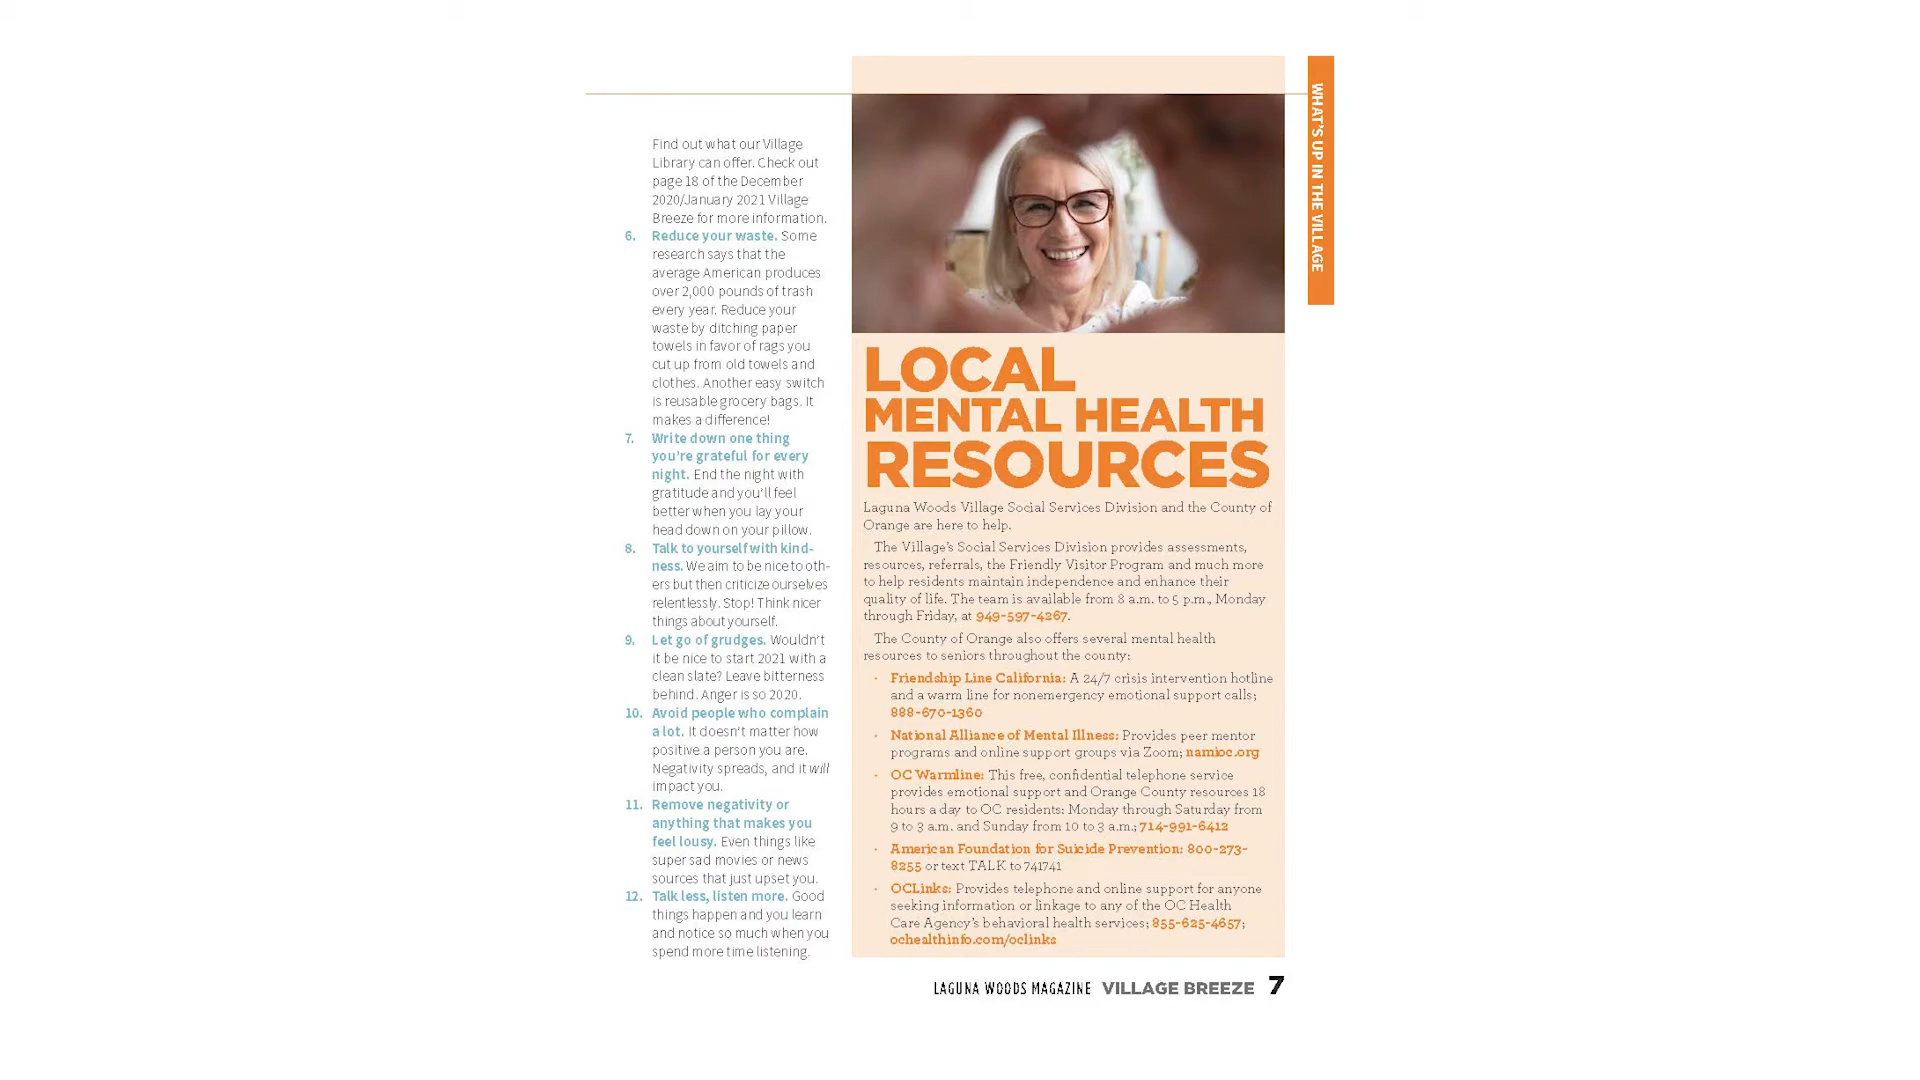 Find out what our Village
Library can offer. Check out
page 18 of the December
2020/January 2021 Village
Breeze for more information.
6. Reduce your waste. Some
research says that the
average American produces
over 2,000 pounds of trash
every year. Reduce your
waste by ditching paper
towels in favor of rags you
cut up from old towels and
clothes. Another easy switch
is reusable grocery bags. It
makes a difference!
7. Write down one thing
you're grateful for every
night. End the night with
gratitude and you'll feel
better when you lay your
head down on your pillow.
8. Talk to yourself with kind-
ness. We aim to be nice to oth-
ers but then criticize ourselves
relentlessly. Stop! Think nicer
things about yourself.
9. Let go of grudges. Wouldn't
it be nice to start 2021 with a
clean slate? Leave bitterness
behind. Anger is so 2020.
10. Avoid people who complain
a lot. It doesn't matter how
positive a person you are.
Negativity spreads, and it will
impact you.
11. Remove negativity or
anything that makes you
feel lousy. Even things like
super sad movies or news
sources that just upset you.
12. Talk less, listen more. Good
things happen and you learn
and notice so much when you
spend more time listening.
LOCAL
MENTAL HEALTH
RESOURCES
Laguna Woods Village Social Services Division and the County of
Orange are here to help.
The Village's Social Services Division provides assessments,
resources, referrals, the Friendly Visitor Program and much more
to help residents maintain independence and enhance their
quality of life. The team is available from 8 a.m. to 5 p.m., Monday
through Friday, at 949-597-4267.
The County of Orange also offers several mental health
resources to seniors throughout the county:
• Friendship Line California: A 24/7 crisis intervention hotline
and a warm line for nonemergency emotional support calls;
888-670-1360
• National Alliance of Mental Illness: Provides peer mentor
programs and online support groups via Zoom; namioc.org
• OC Warmline: This free, confidential telephone service
provides emotional support and Orange County resources 18
hours a day to OC residents: Monday through Saturday from
9 to 3 a.m. and Sunday from 10 to 3 a.m.; 714-991-6412
• American Foundation for Suicide Prevention: 800-273-
8255 or text TALK to 741741
• OCLinks: Provides telephone and online support for anyone
seeking information or linkage to any of the OC Health
Care Agency's behavioral health services; 855-625-4657;
ochealthinfo.com/oclinks
WHAT'S UP IN THE VILLAGE
LAGUNA WOODS MAGAZINE VILLAGE BREEZE 7